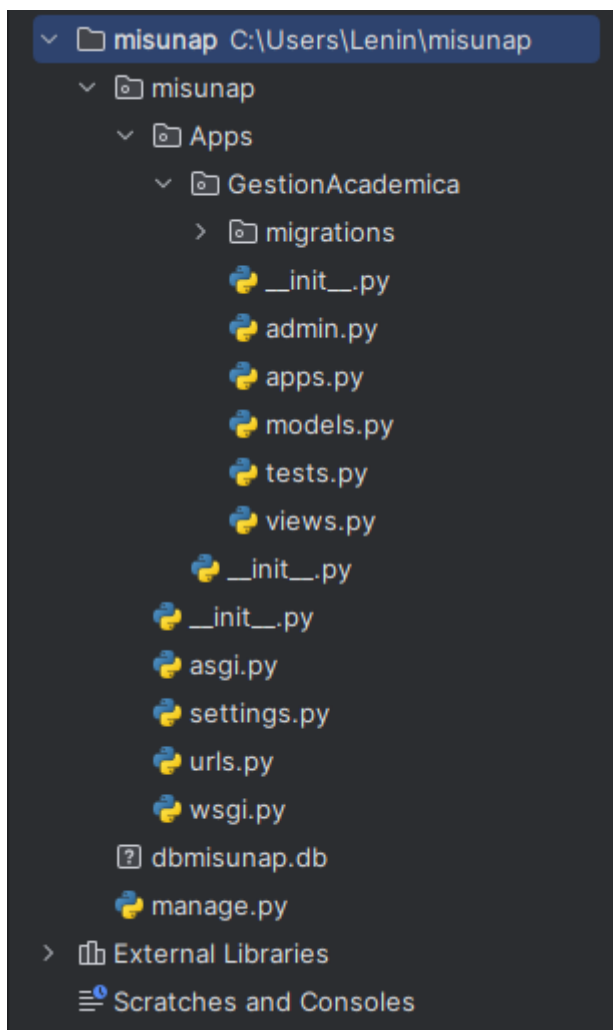 misunap C:\Users\Lenin\misunap
misunap
Apps
GestionAcademica
migrations
__init__.py
admin.py
apps.py
models.py
tests.py
views.py
__init__.py
__init__.py
asgi.py
settings.py
urls.py
wsgi.py
dbmisunap.db
manage.py
External Libraries
Scratches and Consoles